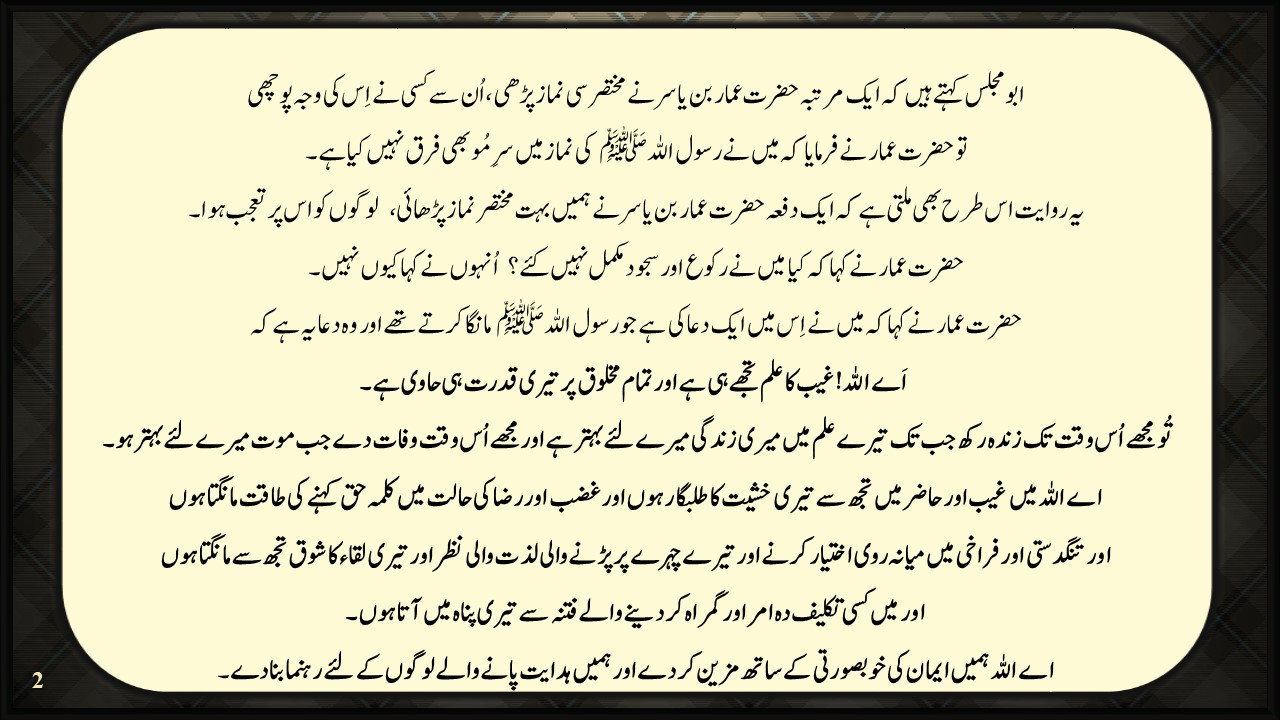 ابو مجلس کہتے ہیں کہ ایک مرتبہ حضرت عمار بن یاسر نے مختصر سی نماز پڑھی، اُن سے کسی نے اِس کی وجہ پوچھی
تو حضرت عمار نے فرمایا کہ میں نے رسول اللہ ﷺ کی نماز میں سرِ مُو بھی فرق نہیں کیا ہے۔
یہ روایت اس طرح بھی ملتی ہے کہ ایک دفعہ حضرت عمار بن یاسر نے ہمیں بہت مختصر نماز پڑھائی، لوگوں کو اس پر تعجب ہوا۔
حضرت عمار نے کہا کہ کیا میں نے رکوع اور سجود مکمل نہیں کئے؟ اُنہوں نے کہا کیوں نہیں۔
حضرت عمار نے کہا کہ میں نے اِس میں ایک دعا کی ہے جو رسول اللہ ﷺ مانگا کرتے تھے اور وہ دعا یہ ہے کہ
اَے اللہ! غیب کا علم تجھے ہی ہے اور تمام مخلوق پر تیری قدرت ہی حاوی ہے۔
تُو مجھے اُس وقت تک زندہ رکھ جب تک تیرے علم میں میری زندگی میرے لئے بہتر ہے اور مجھے اُس وقت وفات دے جب موت میرے لئے بہتر ہو۔
اے اللہ میں غیب اور حاضر میں تجھ سے تیری خشیّت کا طلبگار ہوں اور غضب اور رضا کی حالت میں کلمہ حق کہنے کی طاقت مانگتا ہوں
اور تنگدستی اور فراخی میں میانہ روی اختیار کرنے اور تیرے چہرے پر پڑنے والی لذت والی نظر اور تیری لقاء کا شوق تجھ سے مانگتا ہوں
اور میں کسی تکلیف دہ امر اور گمراہ کر دینے والے فتنہ سے تیری پناہ میں آتا ہوں۔
اے اللہ ہمیں ایمان کی خوبصورتی کے ساتھ مزین کر دے اور ہمیں ہدایت پانے والے لوگوں کے لئے رہنما بنادے۔
2